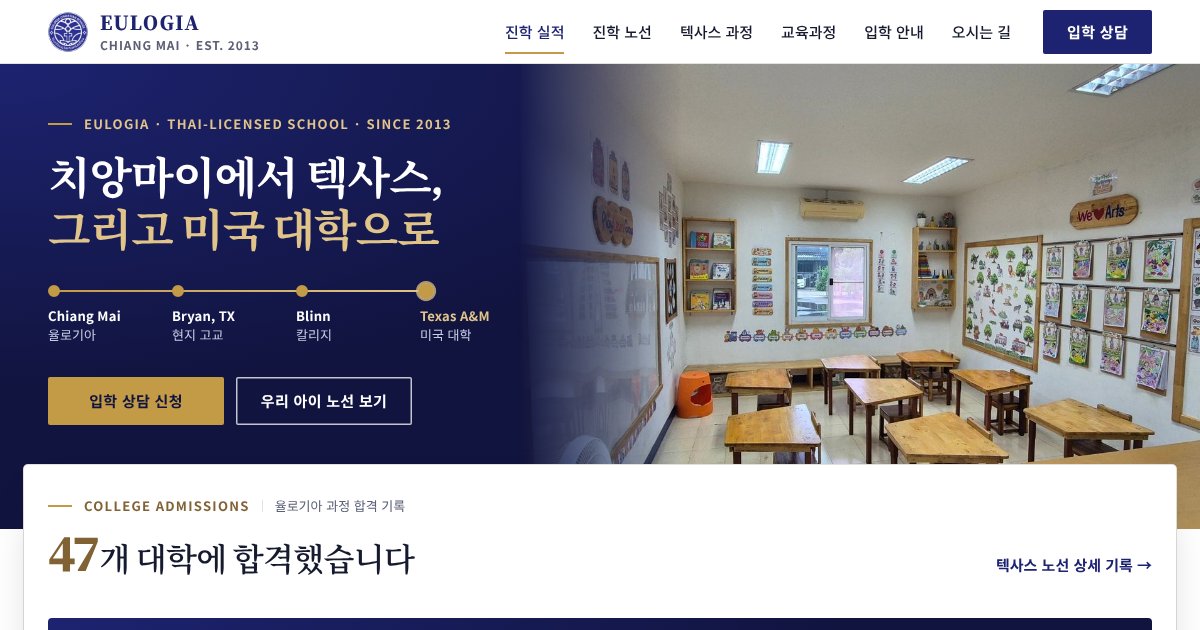 EULOGIA
CHIANG MAI · EST. 2013
진학 실적
진학 노선
텍사스 과정
교육과정
입학 안내
오시는 길
입학 상담
EULOGIA · THAI-LICENSED SCHOOL · SINCE 2013
치앙마이에서 텍사스,
그리고 미국 대학으로
Chiang Mai
율로기아
Bryan, TX
현지 고교
Blinn
칼리지
Texas A&M
미국 대학
입학 상담 신청
우리 아이 노선 보기
We Arts
COLLEGE ADMISSIONS
율로기아 과정 합격 기록
47개 대학에 합격했습니다
텍사스 노선 상세 기록 →